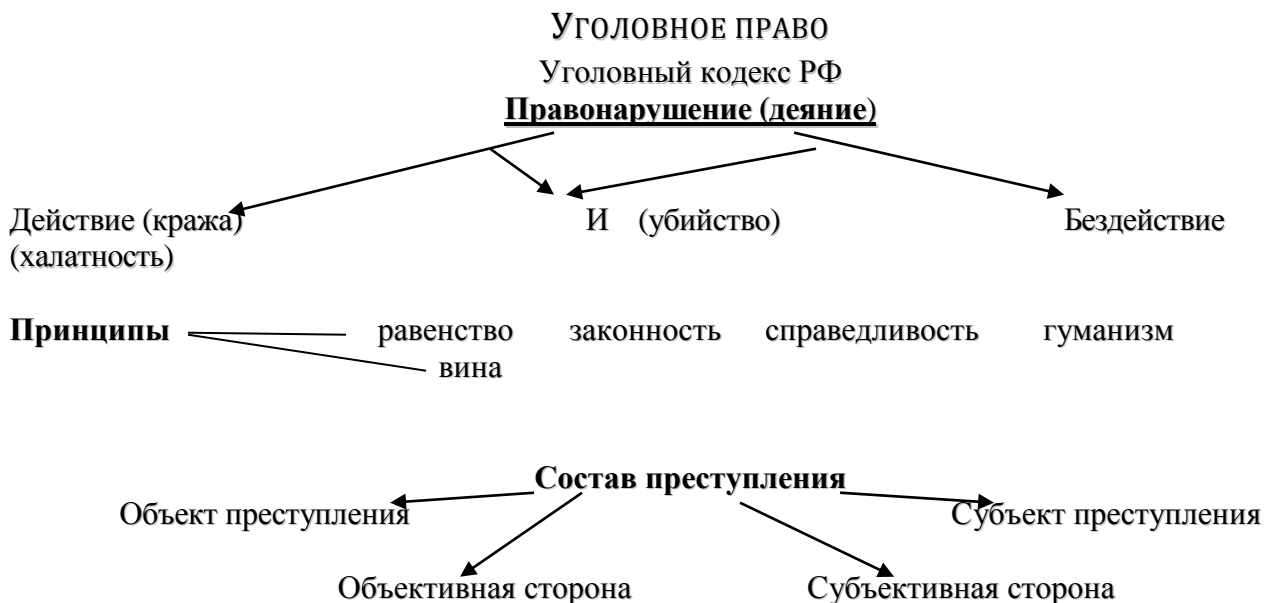 УГОЛОВНОЕ ПРАВО
Уголовный кодекс РФ
Правонарушение (деяние)
Действие (кража) И (убийство) Бездействие
(халатность)
Принципы равенство законность справедливость гуманизм
вина
Состав преступления
Объект преступления Субъект преступления
Объективная сторона Субъективная сторона